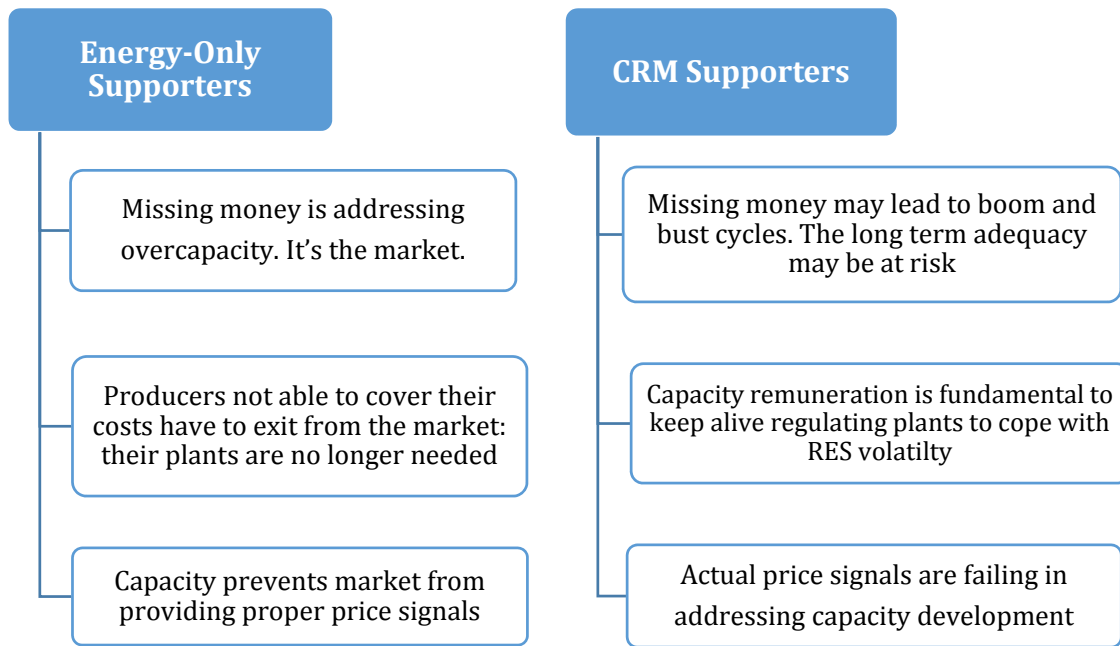 Energy-Only
Supporters
Missing money is addressing
overcapacity. It's the market.
Producers not able to cover their
costs have to exit from the market:
their plants are no longer needed
Capacity prevents market from
providing proper price signals
CRM Supporters
Missing money may lead to boom and
bust cycles. The long term adequacy
may be at risk
Capacity remuneration is fundamental to
keep alive regulating plants to cope with
RES volatilty
Actual price signals are failing in
addressing capacity development